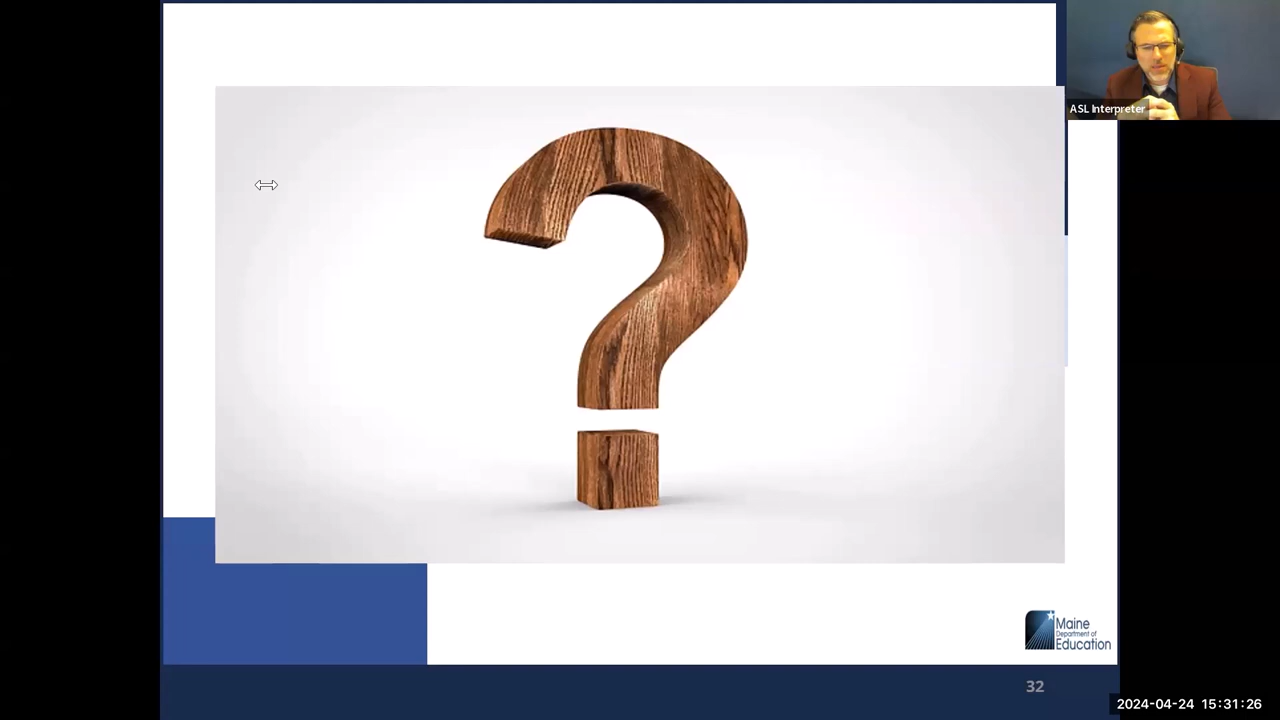 ASL Interpreter
Maine
Department of
Education
32
2024-04-24 15:31:26